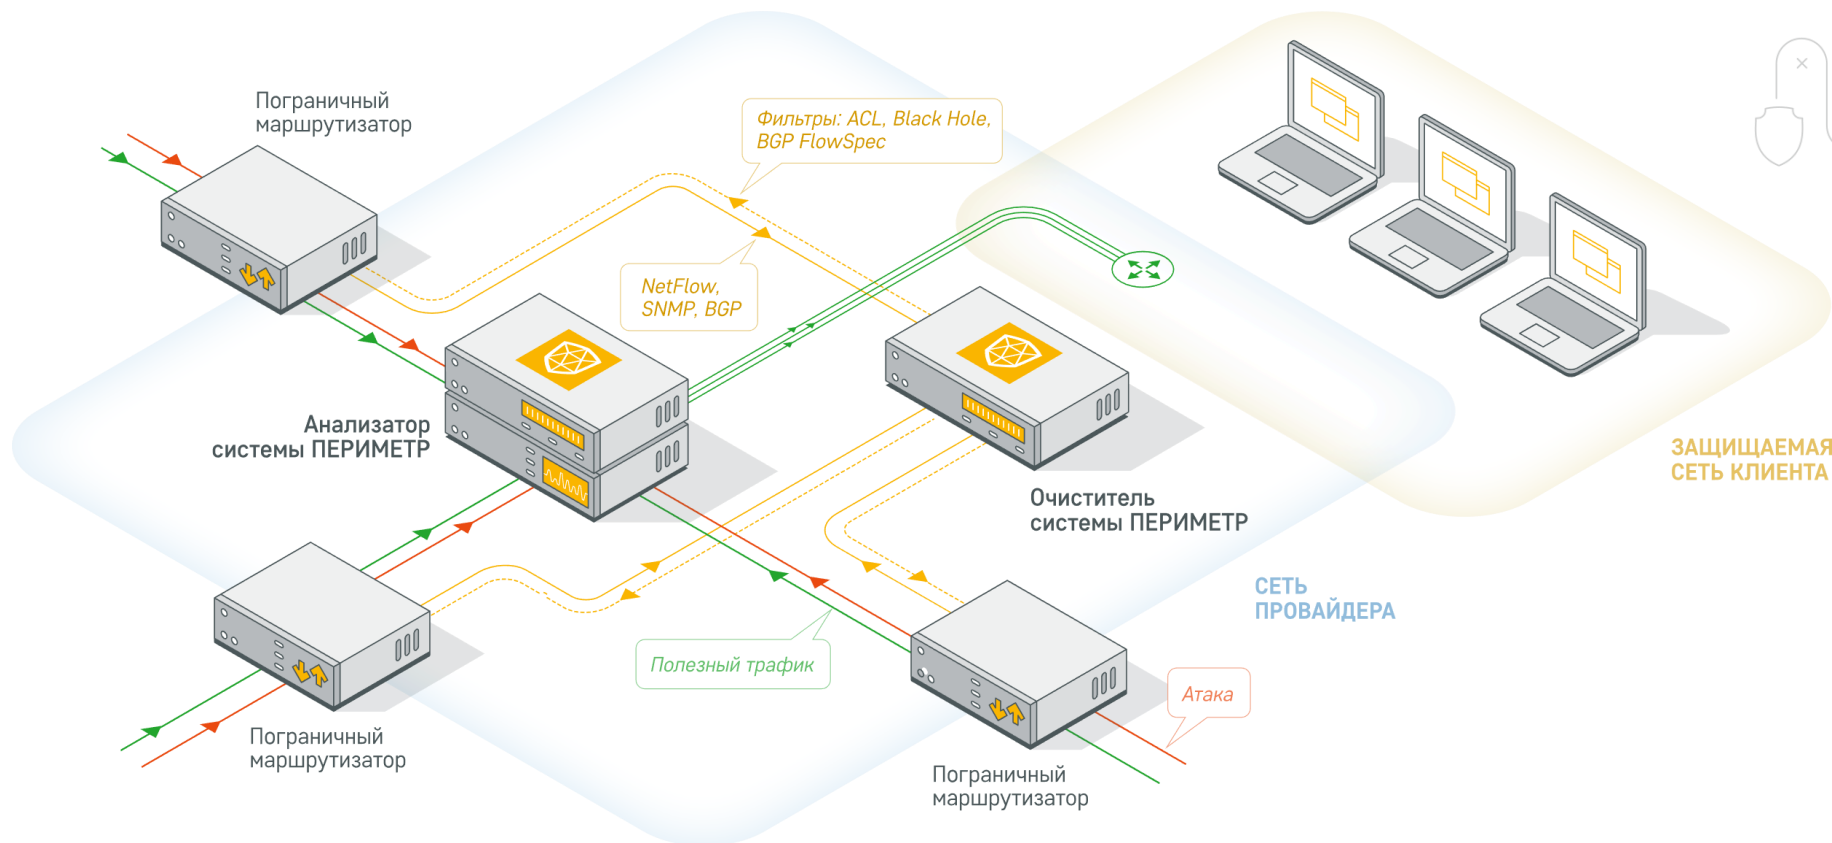 Пограничный
маршрутизатор
Фильтры: ACL, Black Hole,
BGP FlowSpec
NetFlow,
SNMP, BGP
Анализатор
системы ПЕРИМЕТР
ЗАЩИЩАЕМАЯ
СЕТЬ КЛИЕНТА
Очиститель
системы ПЕРИМЕТР
СЕТЬ
ПРОВАЙДЕРА
Полезный трафик
Атака
Пограничный
маршрутизатор
Пограничный
маршрутизатор